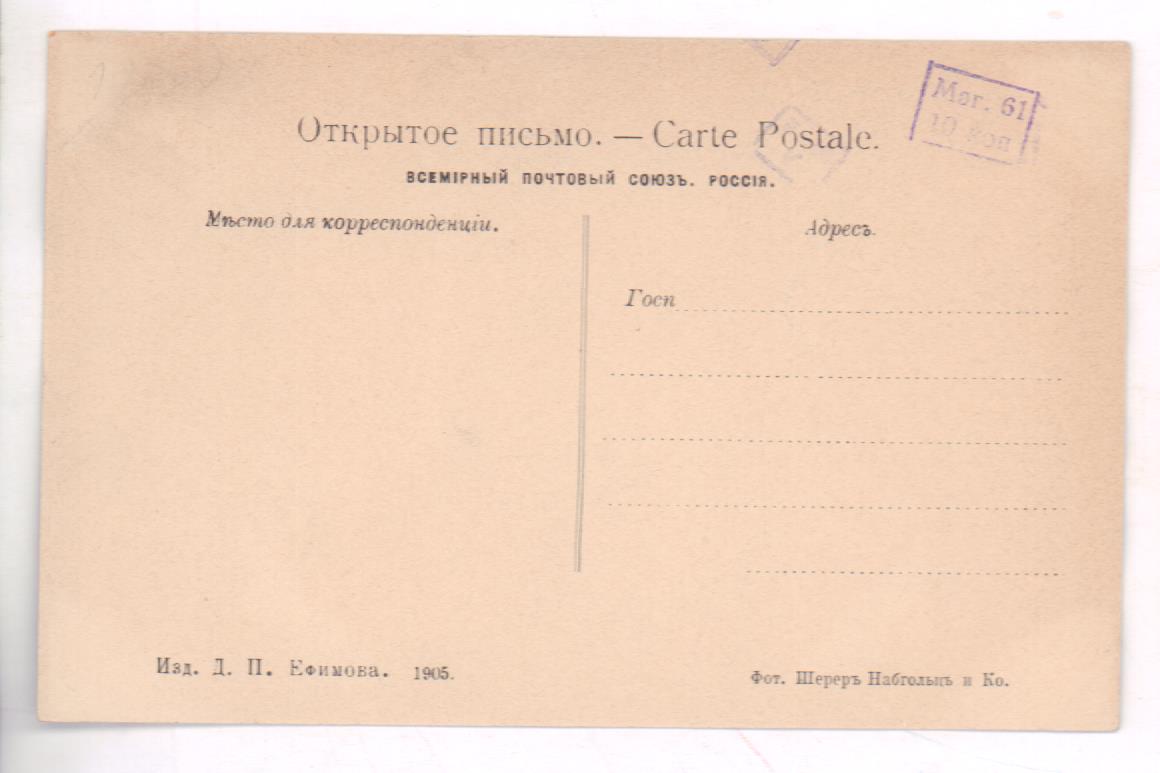 Маг. 61
10 коп
Открытое письмо. — Carte Postale.
ВСЕМІРНЫЙ ПОЧТОВЫЙ СОЮЗЪ. РОССІЯ.
Мѣсто для корреспонденціи.
Адресъ.
Госп
Изд. Д. П. Ефимова. 1905.
Фот. Шереръ Набгольцъ и Ко.